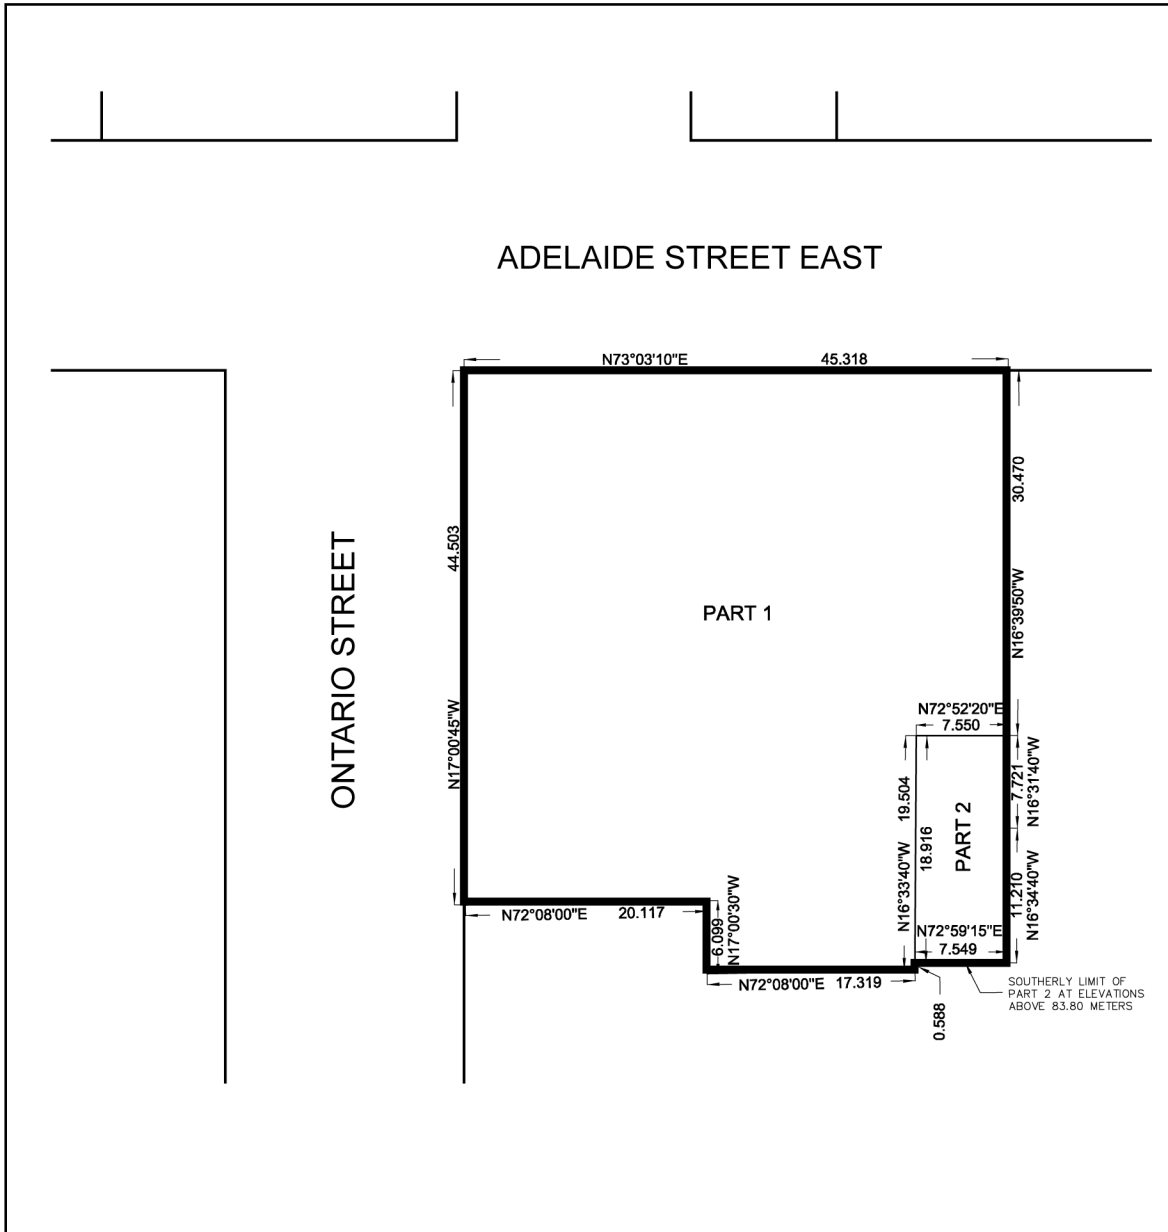 ADELAIDE STREET EAST
N73°03'10"E 45.318
44.503
30.470
ONTARIO STREET
PART 1
N16°39'50"W
N17°00'45"W
N72°52'20"E
7.550
19.504
18.916
N16°33'40"W
PART 2
7.721
N16°31'40"W
11.210
N16°34'40"W
N72°08'00"E 20.117
6.099
N17°00'30"W
N72°59'15"E
7.549
N72°08'00"E 17.319
0.588
SOUTHERLY LIMIT OF
PART 2 AT ELEVATIONS
ABOVE 83.80 METERS